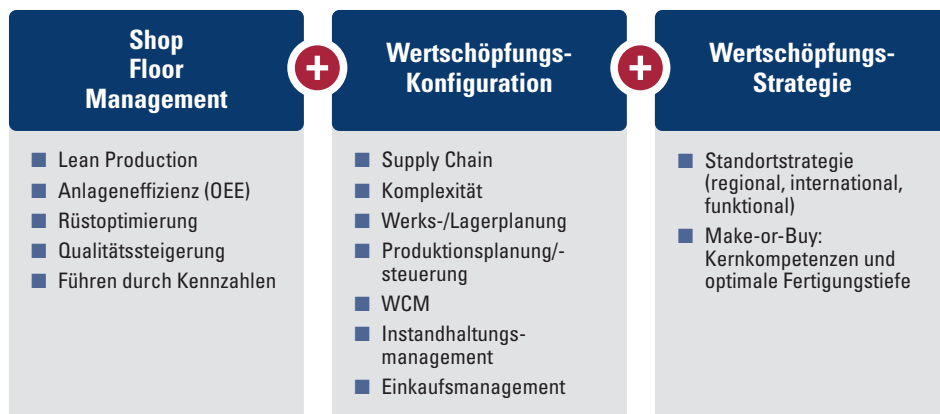 Shop
Floor
Management
Lean Production
Anlageneffizienz (OEE)
Rüstoptimierung
Qualitätssteigerung
Führen durch Kennzahlen
+
Wertschöpfungs-
Konfiguration
Supply Chain
Komplexität
Werks-/Lagerplanung
Produktionsplanung/-
steuerung
WCM
Instandhaltungs-
management
Einkaufsmanagement
+
Wertschöpfungs-
Strategie
Standortstrategie
(regional, international,
funktional)
Make-or-Buy:
Kernkompetenzen und
optimale Fertigungstiefe